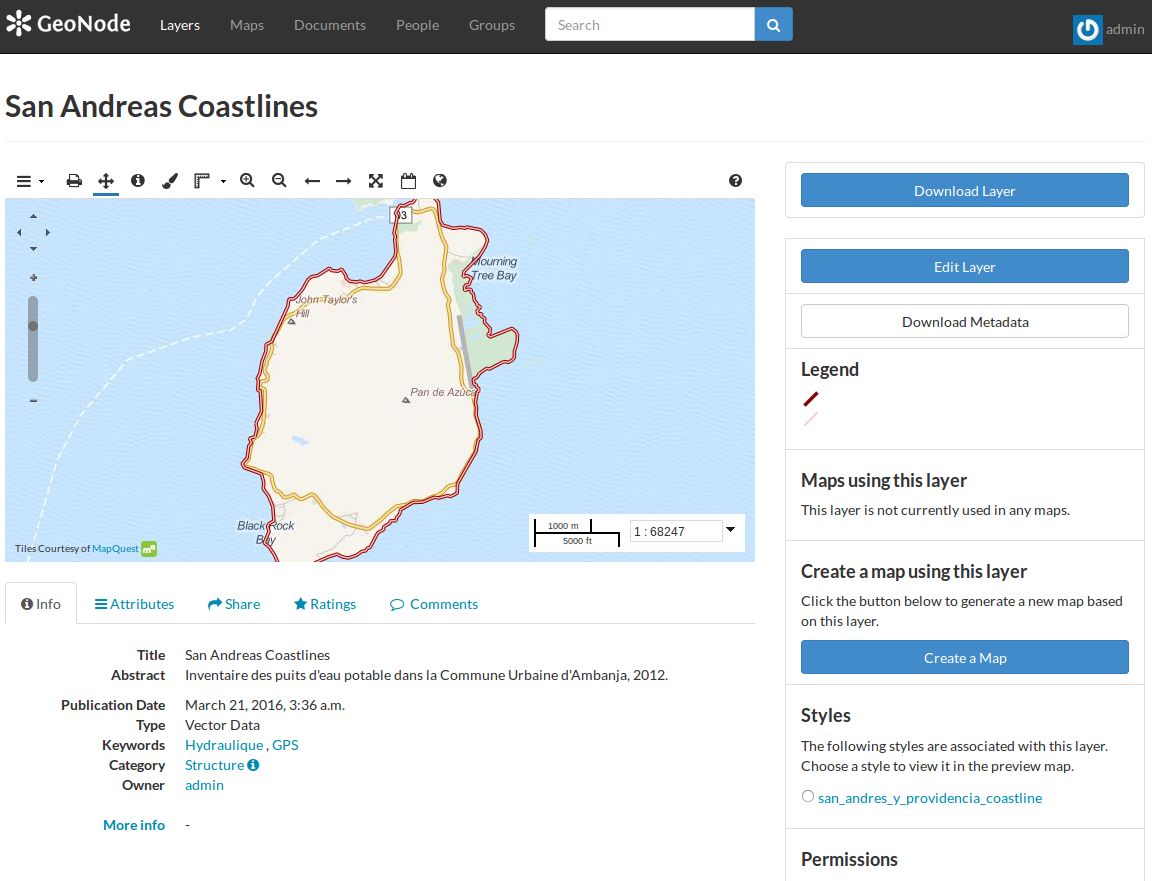 GeoNode Layers Maps Documents People Groups Search admin
San Andreas Coastlines
Download Layer
93
Mourning
Tree Bay
John Taylor's
Hill
Pan de Azúcar
Black Rock
Bay
1000 m
5000 ft
1 : 68247
Tiles Courtesy of MapQuest
Edit Layer
Download Metadata
Legend
Maps using this layer
This layer is not currently used in any maps.
Create a map using this layer
Click the button below to generate a new map based
on this layer.
Create a Map
Styles
The following styles are associated with this layer.
Choose a style to view it in the preview map.
san_andres_y_providencia_coastline
Permissions
Info Attributes Share Ratings Comments
Title San Andreas Coastlines
Abstract Inventaire des puits d'eau potable dans la Commune Urbaine d'Ambanja, 2012.
Publication Date March 21, 2016, 3:36 a.m.
Type Vector Data
Keywords Hydraulique , GPS
Category Structure
Owner admin
More info -